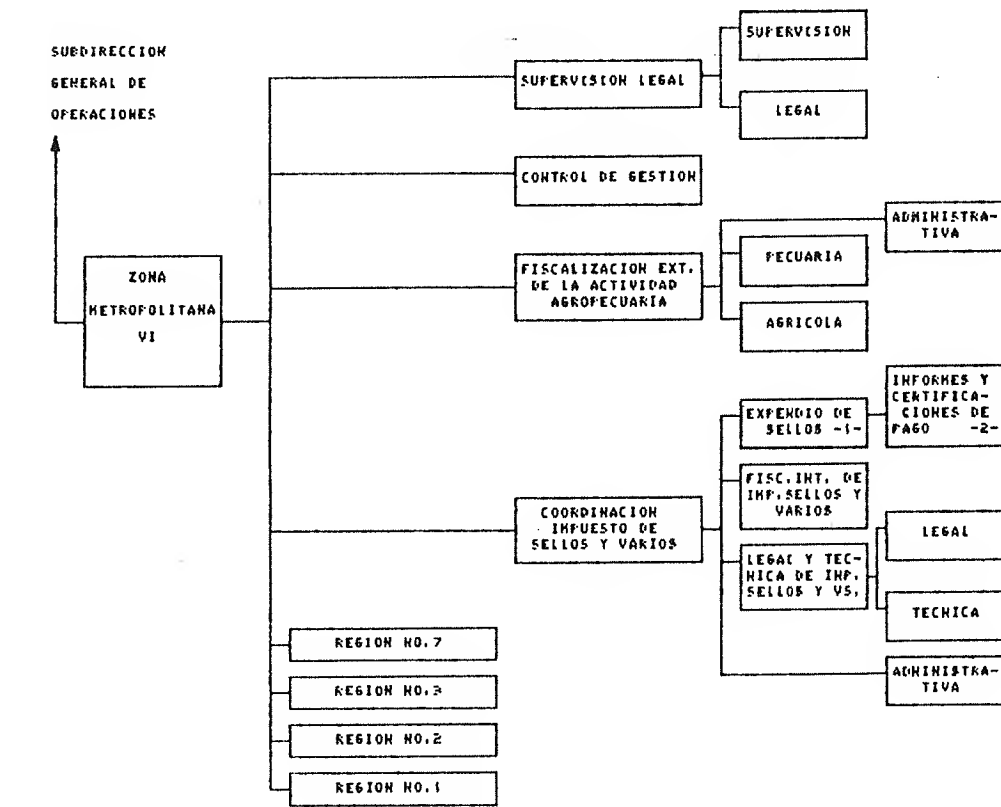 SUBDIRECCION
GENERAL DE
OPERACIONES
ZONA
METROPOLITANA
VI
SUPERVISION LEGAL
SUPERVISION
LEGAL
CONTROL DE GESTION
FISCALIZACION EXT.
DE LA ACTIVIDAD
AGROPECUARIA
ADMINISTRA-
TIVA
PECUARIA
AGRICOLA
COORDINACION
IMPUESTO DE
SELLOS Y VARIOS
EXPENDIO DE
SELLOS -1-
INFORMES Y
CERTIFICA-
CIONES DE
PAGO -2-
FISC.INT. DE
IMP.SELLOS Y
VARIOS
LEGAL Y TEC-
NICA DE IMP.
SELLOS Y VS.
LEGAL
TECNICA
ADMINISTRA-
TIVA
REGION NO.7
REGION NO.3
REGION NO.2
REGION NO.1